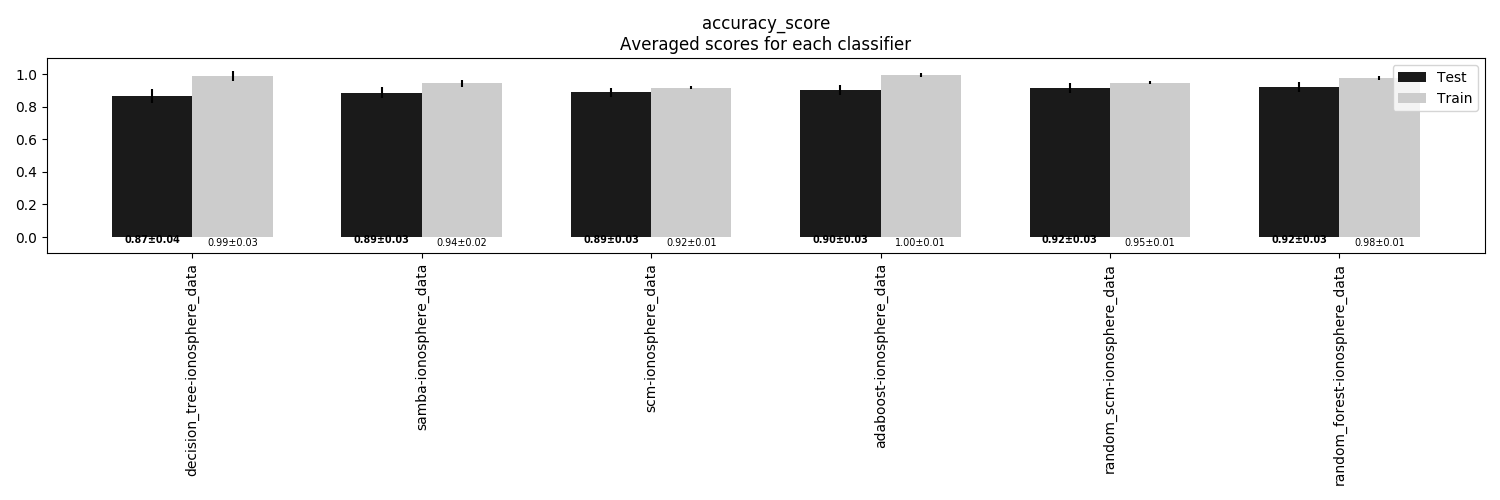 accuracy_score
Averaged scores for each classifier
1.0
0.8
0.6
0.4
0.2
0.0
Test
Train
0.87±0.04
0.99±0.03
0.89±0.03
0.94±0.02
0.89±0.03
0.92±0.01
0.90±0.03
1.00±0.01
0.92±0.03
0.95±0.01
0.92±0.03
0.98±0.01
decision_tree-ionosphere_data
samba-ionosphere_data
scm-ionosphere_data
adaboost-ionosphere_data
random_scm-ionosphere_data
random_forest-ionosphere_data